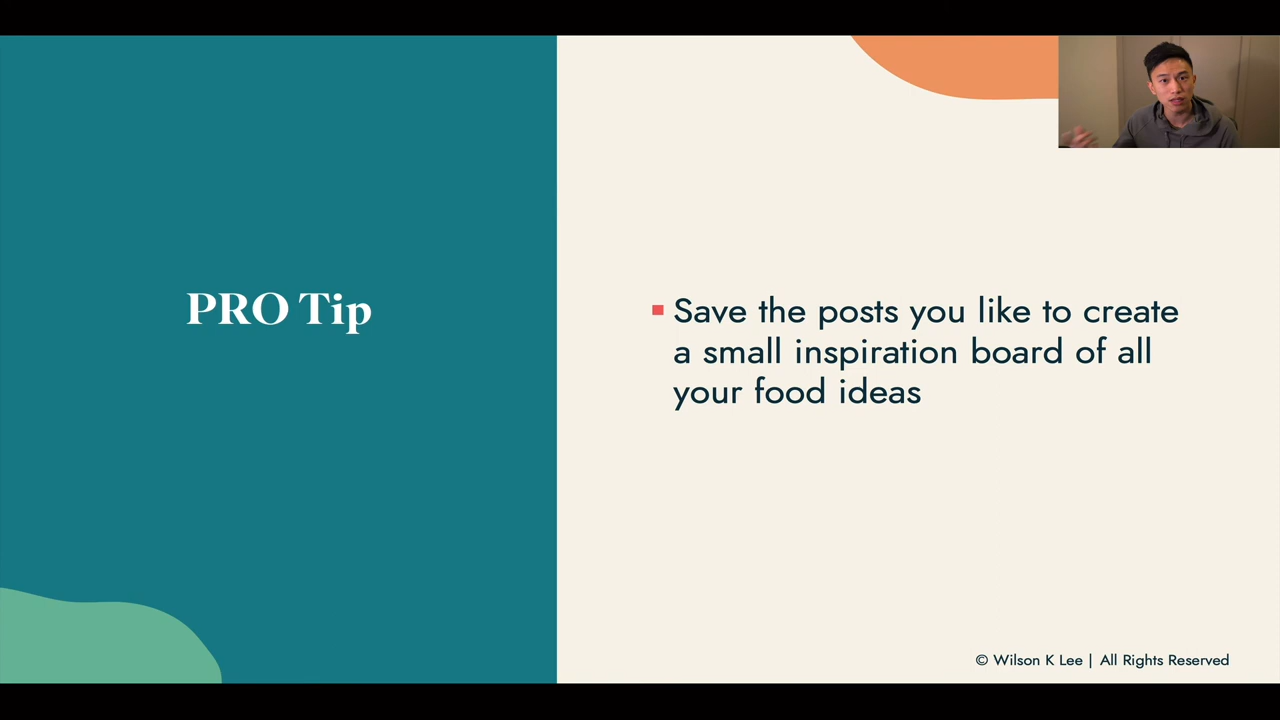 PRO Tip
Save the posts you like to create
a small inspiration board of all
your food ideas
© Wilson K Lee | All Rights Reserved